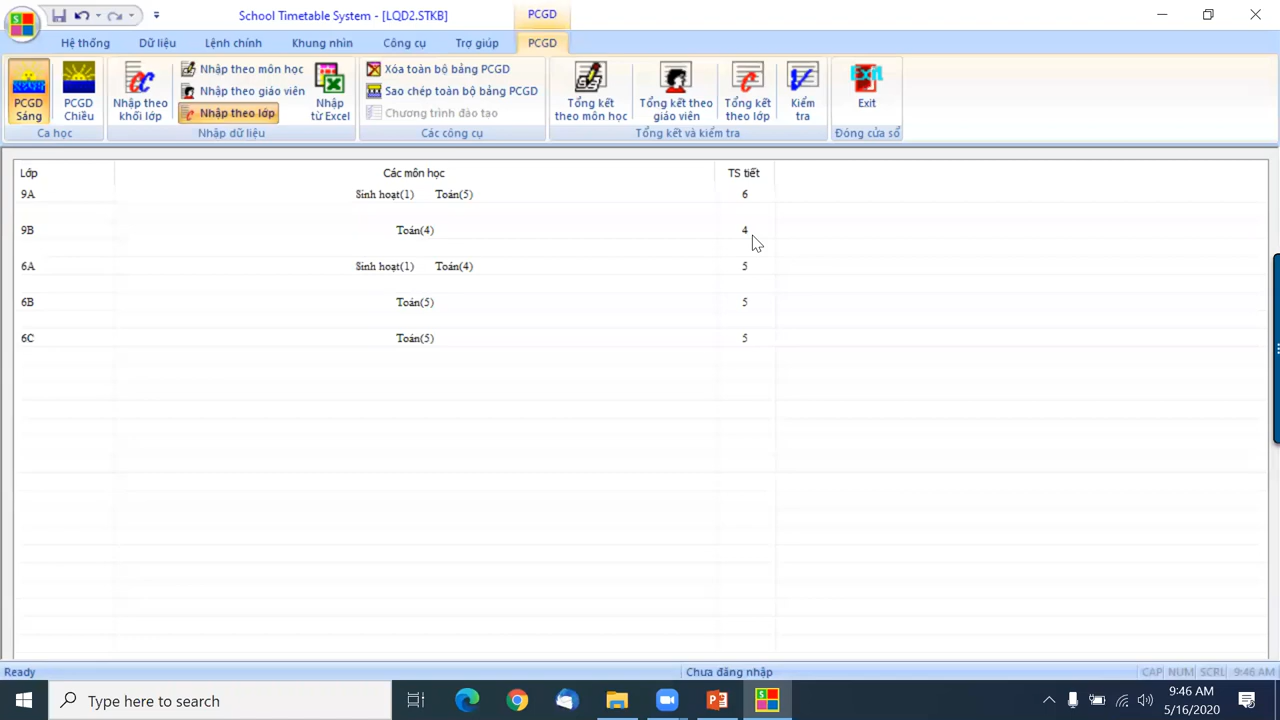 School Timetable System - [LQD2.STKB]
PCGD
Hệ thống Dữ liệu Lệnh chính Khung nhìn Công cụ Trợ giúp PCGD
PCGD Sáng
PCGD Chiều
Ca học
Nhập theo khối lớp
Nhập theo môn học
Nhập theo giáo viên
Nhập theo lớp
Nhập từ Excel
Nhập dữ liệu
Xóa toàn bộ bảng PCGD
Sao chép toàn bộ bảng PCGD
Chương trình đào tạo
Các công cụ
Tổng kết theo môn học
Tổng kết theo giáo viên
Tổng kết theo lớp
Kiểm tra
Tổng kết và kiểm tra
Exit
Exit
Đóng cửa sổ
Lớp Các môn học TS tiết
9A Sinh hoạt(1) Toán(5) 6
9B Toán(4) 4
6A Sinh hoạt(1) Toán(4) 5
6B Toán(5) 5
6C Toán(5) 5
Ready Chưa đăng nhập CAP NUM SCRL 9:46 AM
Type here to search
9:46 AM
5/16/2020